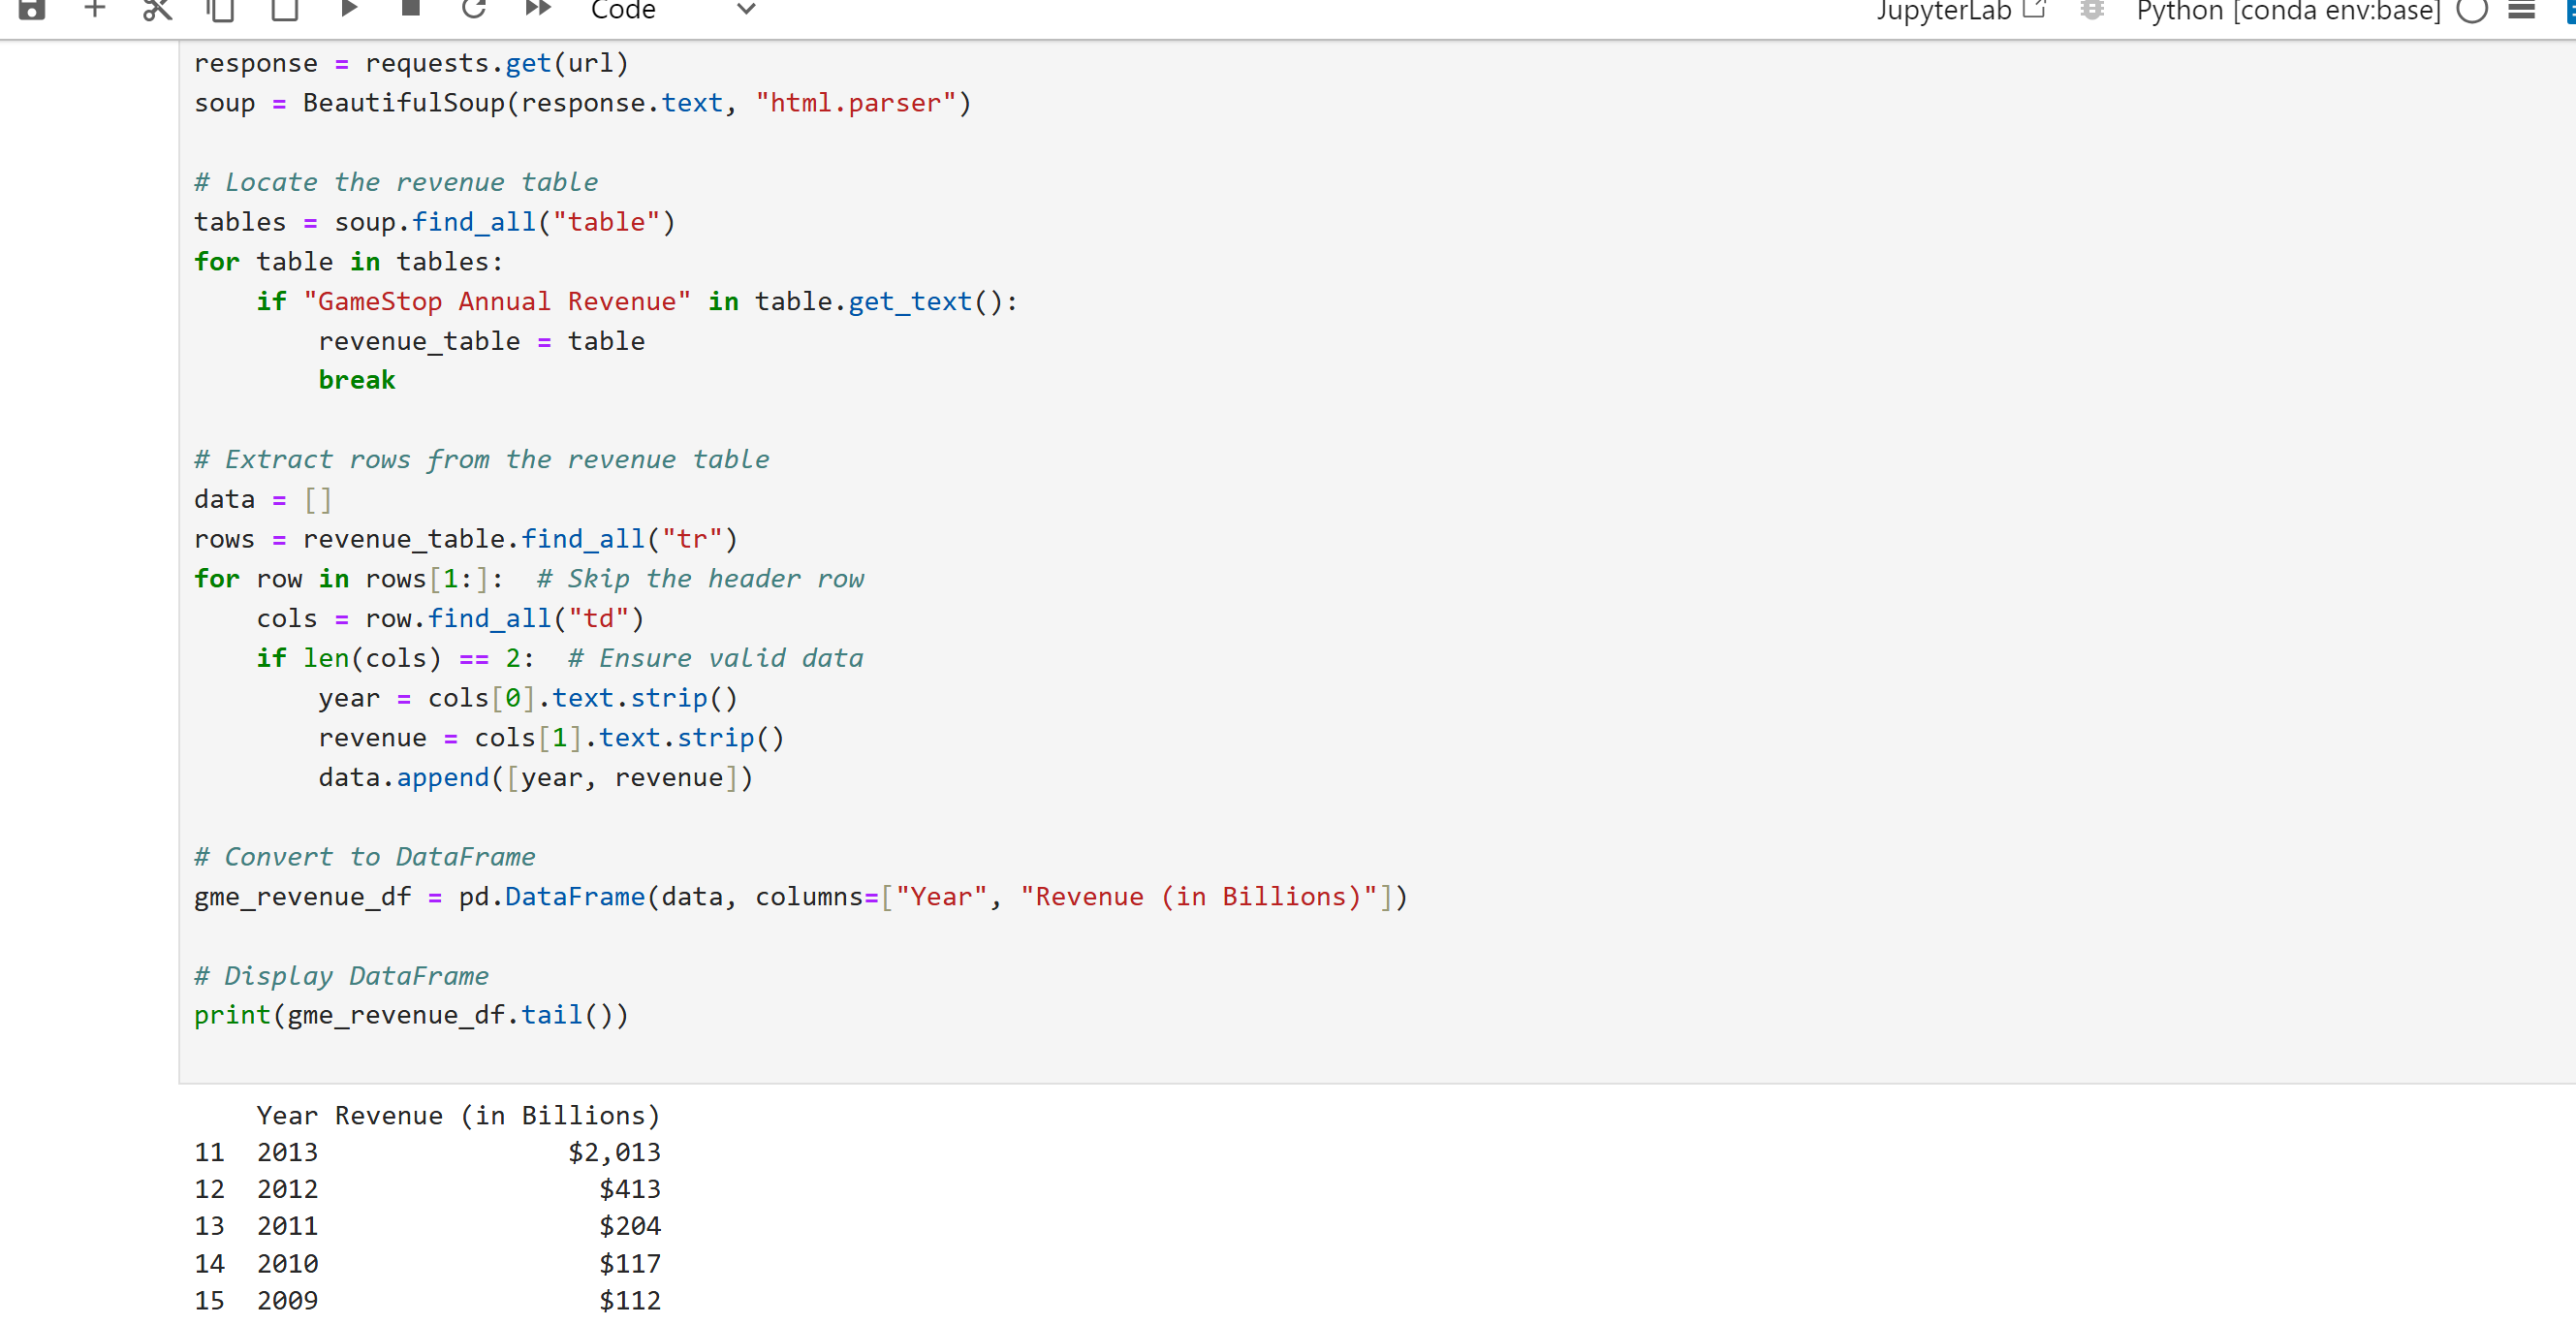 Code
JupyterLab
Python [conda env:base]
response = requests.get(url)
soup = BeautifulSoup(response.text, "html.parser")
# Locate the revenue table
tables = soup.find_all("table")
for table in tables:
    if "GameStop Annual Revenue" in table.get_text():
        revenue_table = table
        break
# Extract rows from the revenue table
data = []
rows = revenue_table.find_all("tr")
for row in rows[1:]:  # Skip the header row
    cols = row.find_all("td")
    if len(cols) == 2:  # Ensure valid data
        year = cols[0].text.strip()
        revenue = cols[1].text.strip()
        data.append([year, revenue])
# Convert to DataFrame
gme_revenue_df = pd.DataFrame(data, columns=["Year", "Revenue (in Billions)"])
# Display DataFrame
print(gme_revenue_df.tail())
    Year Revenue (in Billions)
11  2013                $2,013
12  2012                  $413
13  2011                  $204
14  2010                  $117
15  2009                  $112